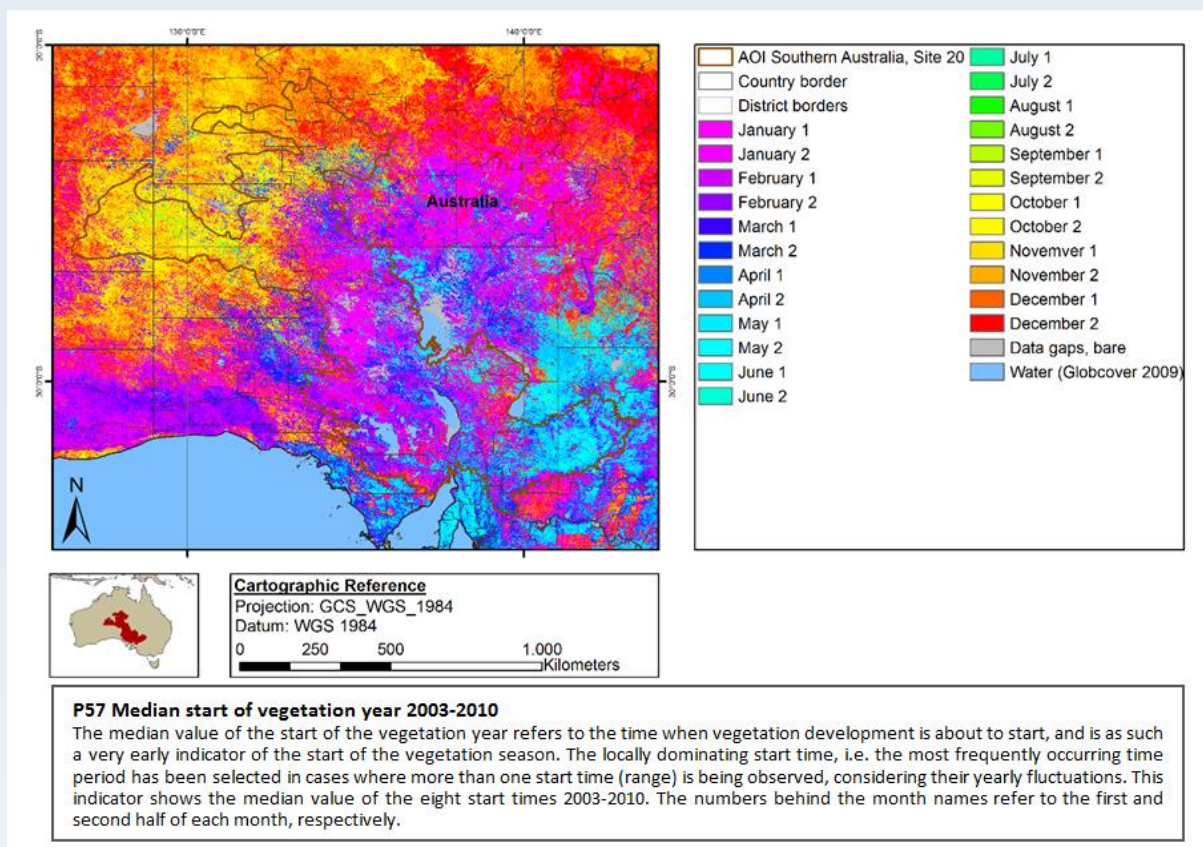 130°0'0"E
140°0'0"E
Australia
30°0'0"S
30°0'0"S
N
AOI Southern Australia, Site 20
Country border
District borders
January 1
January 2
February 1
February 2
March 1
March 2
April 1
April 2
May 1
May 2
June 1
June 2
July 1
July 2
August 1
August 2
September 1
September 2
October 1
October 2
Novemver 1
November 2
December 1
December 2
Data gaps, bare
Water (Globcover 2009)
Cartographic Reference
Projection: GCS_WGS_1984
Datum: WGS 1984
0 250 500 1.000
Kilometers
P57 Median start of vegetation year 2003-2010
The median value of the start of the vegetation year refers to the time when vegetation development is about to start, and is as such
a very early indicator of the start of the vegetation season. The locally dominating start time, i.e. the most frequently occurring time
period has been selected in cases where more than one start time (range) is being observed, considering their yearly fluctuations. This
indicator shows the median value of the eight start times 2003-2010. The numbers behind the month names refer to the first and
second half of each month, respectively.